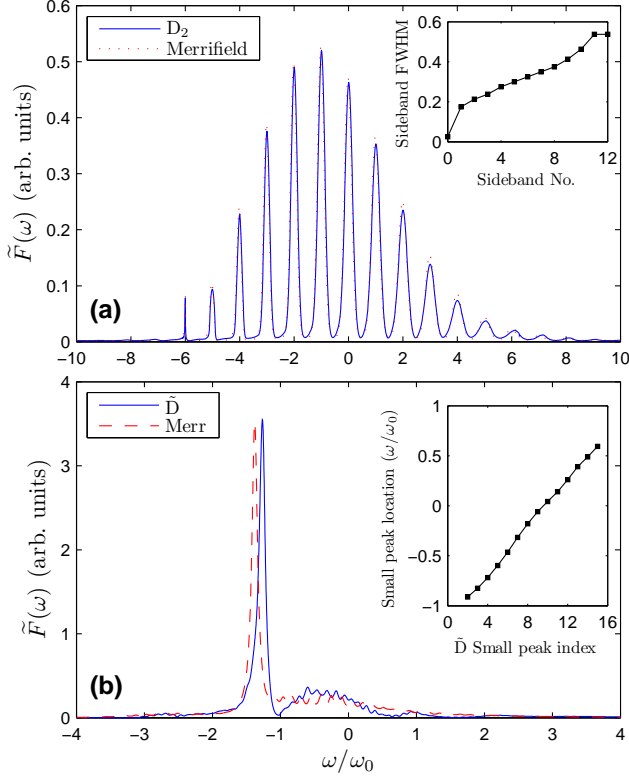 D₂
Merrifield
F̃(ω) (arb. units)
0.6
0.5
0.4
0.3
0.2
0.1
0
−10 −8 −6 −4 −2 0 2 4 6 8 10
(a)
Sideband FWHM
0.6
0.4
0.2
0
0 4 8 12
Sideband No.
D̃
Merr
F̃(ω) (arb. units)
4
3
2
1
0
−4 −3 −2 −1 0 1 2 3 4
(b)
ω/ω₀
Small peak location (ω/ω₀)
1
0.5
0
−0.5
−1
0 4 8 12 16
D̃ Small peak index